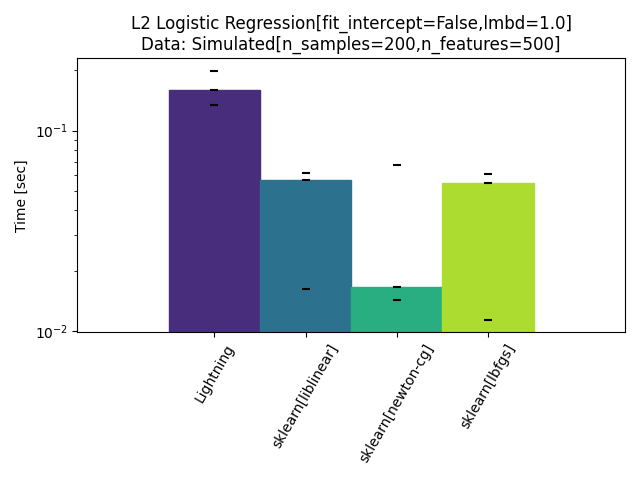 L2 Logistic Regression[fit_intercept=False,lmbd=1.0]
Data: Simulated[n_samples=200,n_features=500]
Time [sec]
10⁻¹
10⁻²
Lightning
sklearn[liblinear]
sklearn[newton-cg]
sklearn[lbfgs]